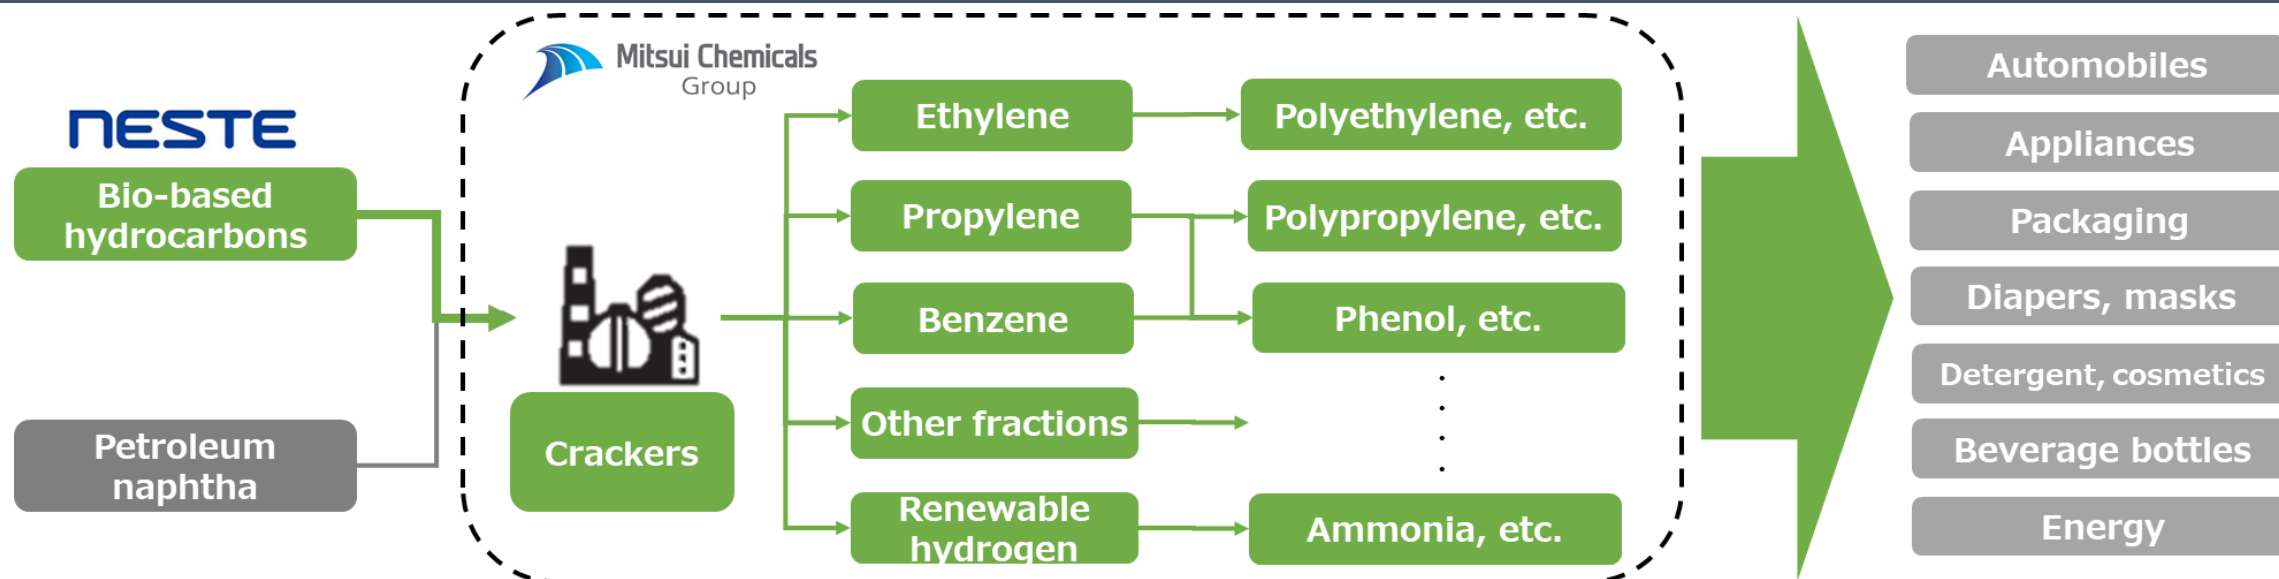 NESTE
Bio-based
hydrocarbons
Petroleum
naphtha
Mitsui Chemicals
Group
Crackers
Ethylene
Polyethylene, etc.
Propylene
Polypropylene, etc.
Benzene
Phenol, etc.
Other fractions
Renewable
hydrogen
Ammonia, etc.
Automobiles
Appliances
Packaging
Diapers, masks
Detergent, cosmetics
Beverage bottles
Energy